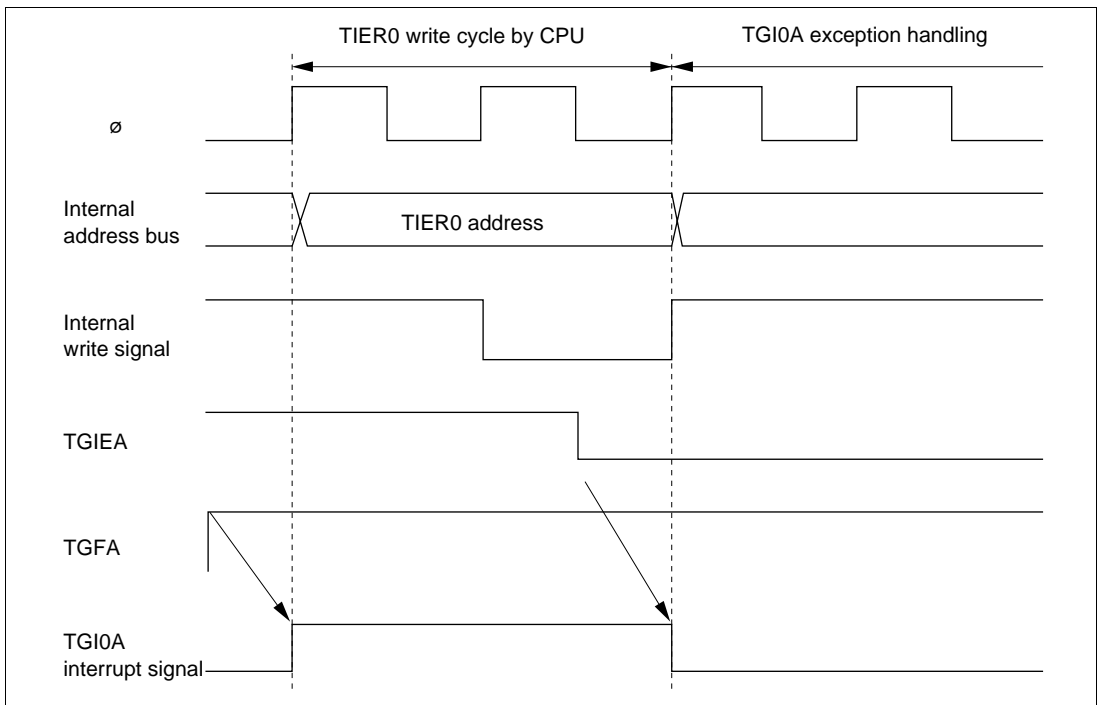 TIER0 write cycle by CPU
TGI0A exception handling
ø
Internal
address bus
TIER0 address
Internal
write signal
TGIEA
TGFA
TGI0A
interrupt signal